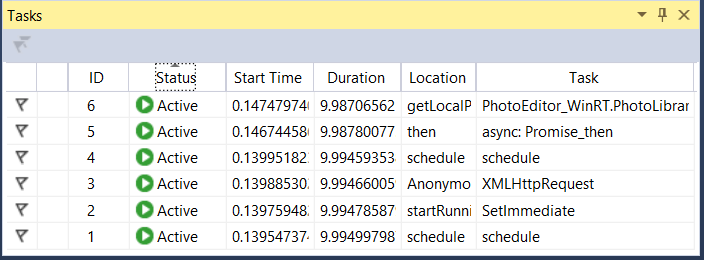 Tasks
ID Status Start Time Duration Location Task
6 Active 0.14747974 9.98706562 getLocalP PhotoEditor_WinRT.PhotoLibrar
5 Active 0.14674458 9.98780077 then async: Promise_then
4 Active 0.13995182 9.99459353 schedule schedule
3 Active 0.13988530 9.99466005 Anonymo XMLHttpRequest
2 Active 0.13975948 9.99478587 startRunni SetImmediate
1 Active 0.13954737 9.99499798 schedule schedule